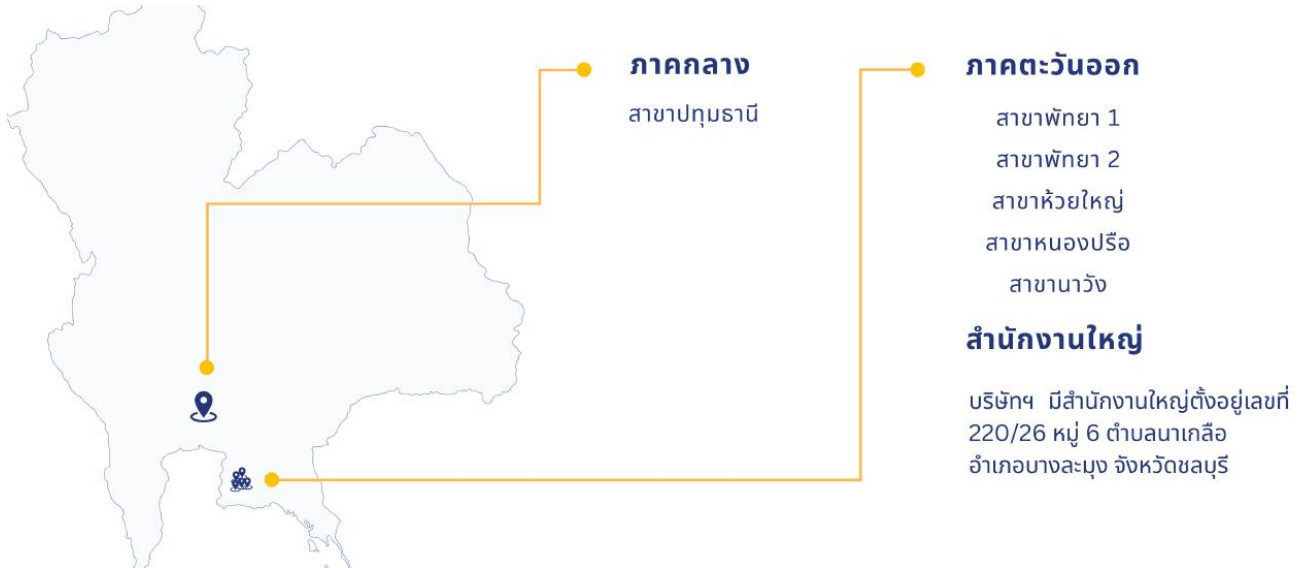 ภาคกลาง
สาขาปทุมธานี
ภาคตะวันออก
สาขาพัทยา 1
สาขาพัทยา 2
สาขาห้วยใหญ่
สาขาหนองปรือ
สาขานาวัง
สำนักงานใหญ่
บริษัทฯ มีสำนักงานใหญ่ตั้งอยู่เลขที่
220/26 หมู่ 6 ตำบลนาเกลือ
อำเภอบางละมุง จังหวัดชลบุรี